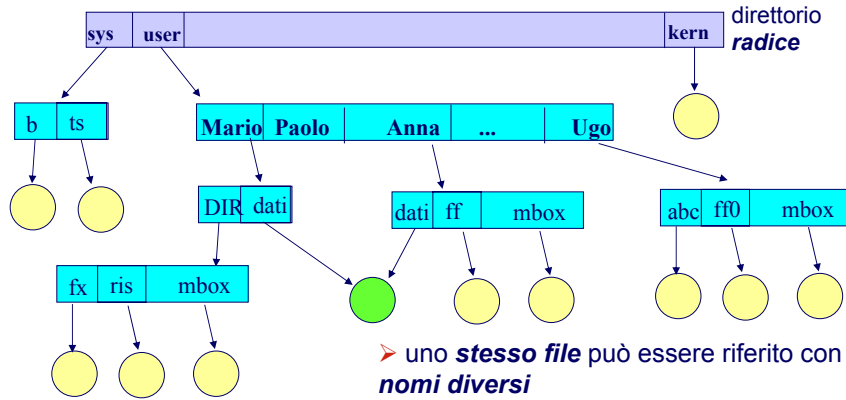 direttorio
radice
sys user kern
b ts
Mario Paolo Anna ... Ugo
DIR dati
dati ff mbox
abc ff0 mbox
fx ris mbox
➢ uno stesso file può essere riferito con
nomi diversi